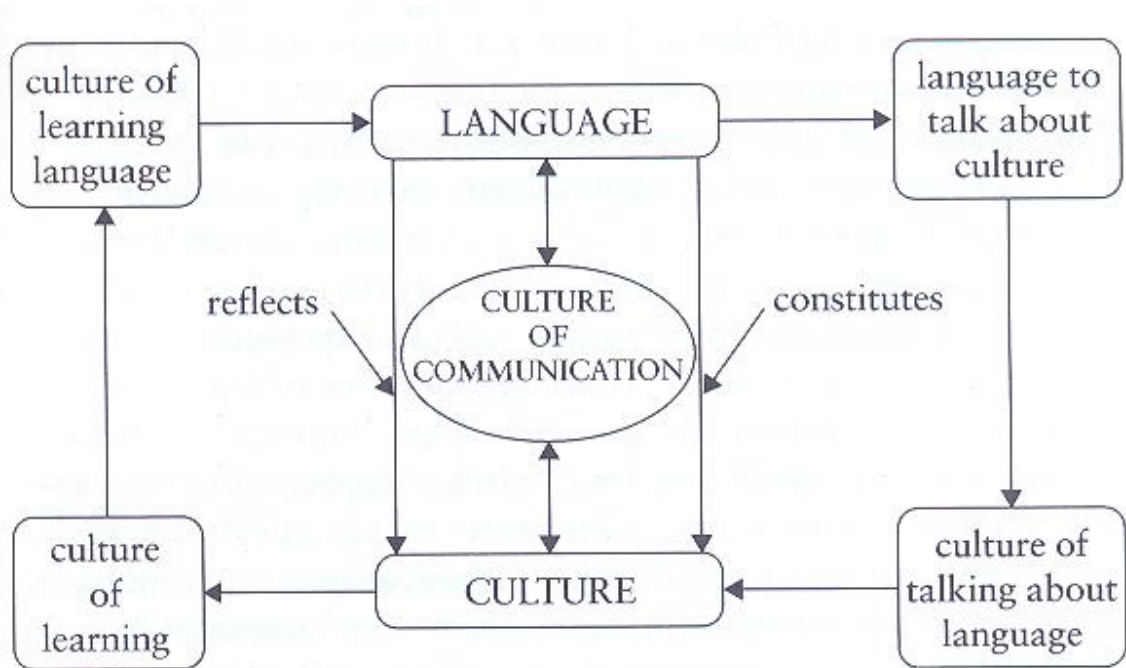 culture of
learning
language
LANGUAGE
language to
talk about
culture
reflects
CULTURE
OF
COMMUNICATION
constitutes
culture
of
learning
CULTURE
culture of
talking about
language